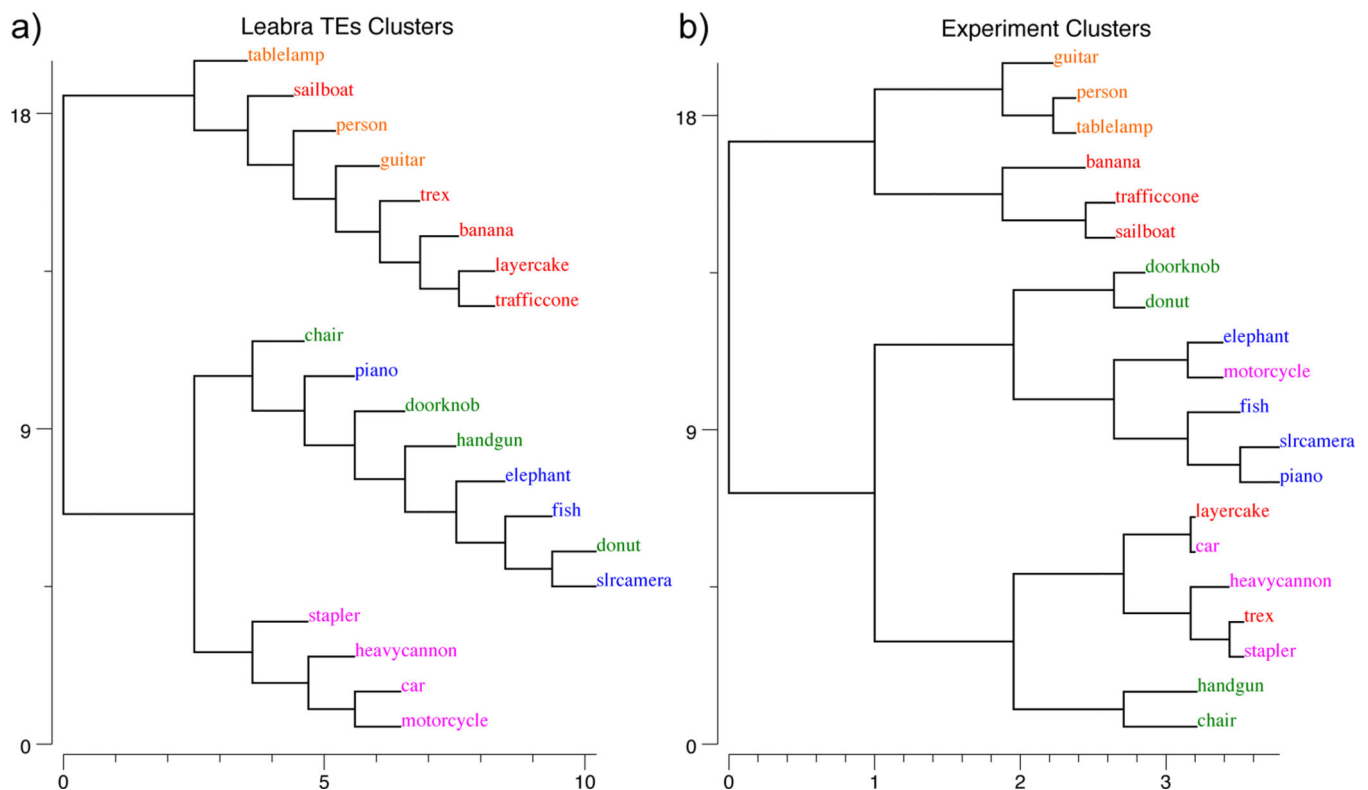 a)
Leabra TEs Clusters
tablelamp
sailboat
person
guitar
trex
banana
layercake
trafficcone
chair
piano
doorknob
handgun
elephant
fish
donut
slrcamera
stapler
heavycannon
car
motorcycle
18
9
0
0 5 10
b)
Experiment Clusters
guitar
person
tablelamp
banana
trafficcone
sailboat
doorknob
donut
elephant
motorcycle
fish
slrcamera
piano
layercake
car
heavycannon
trex
stapler
handgun
chair
18
9
0
0 1 2 3